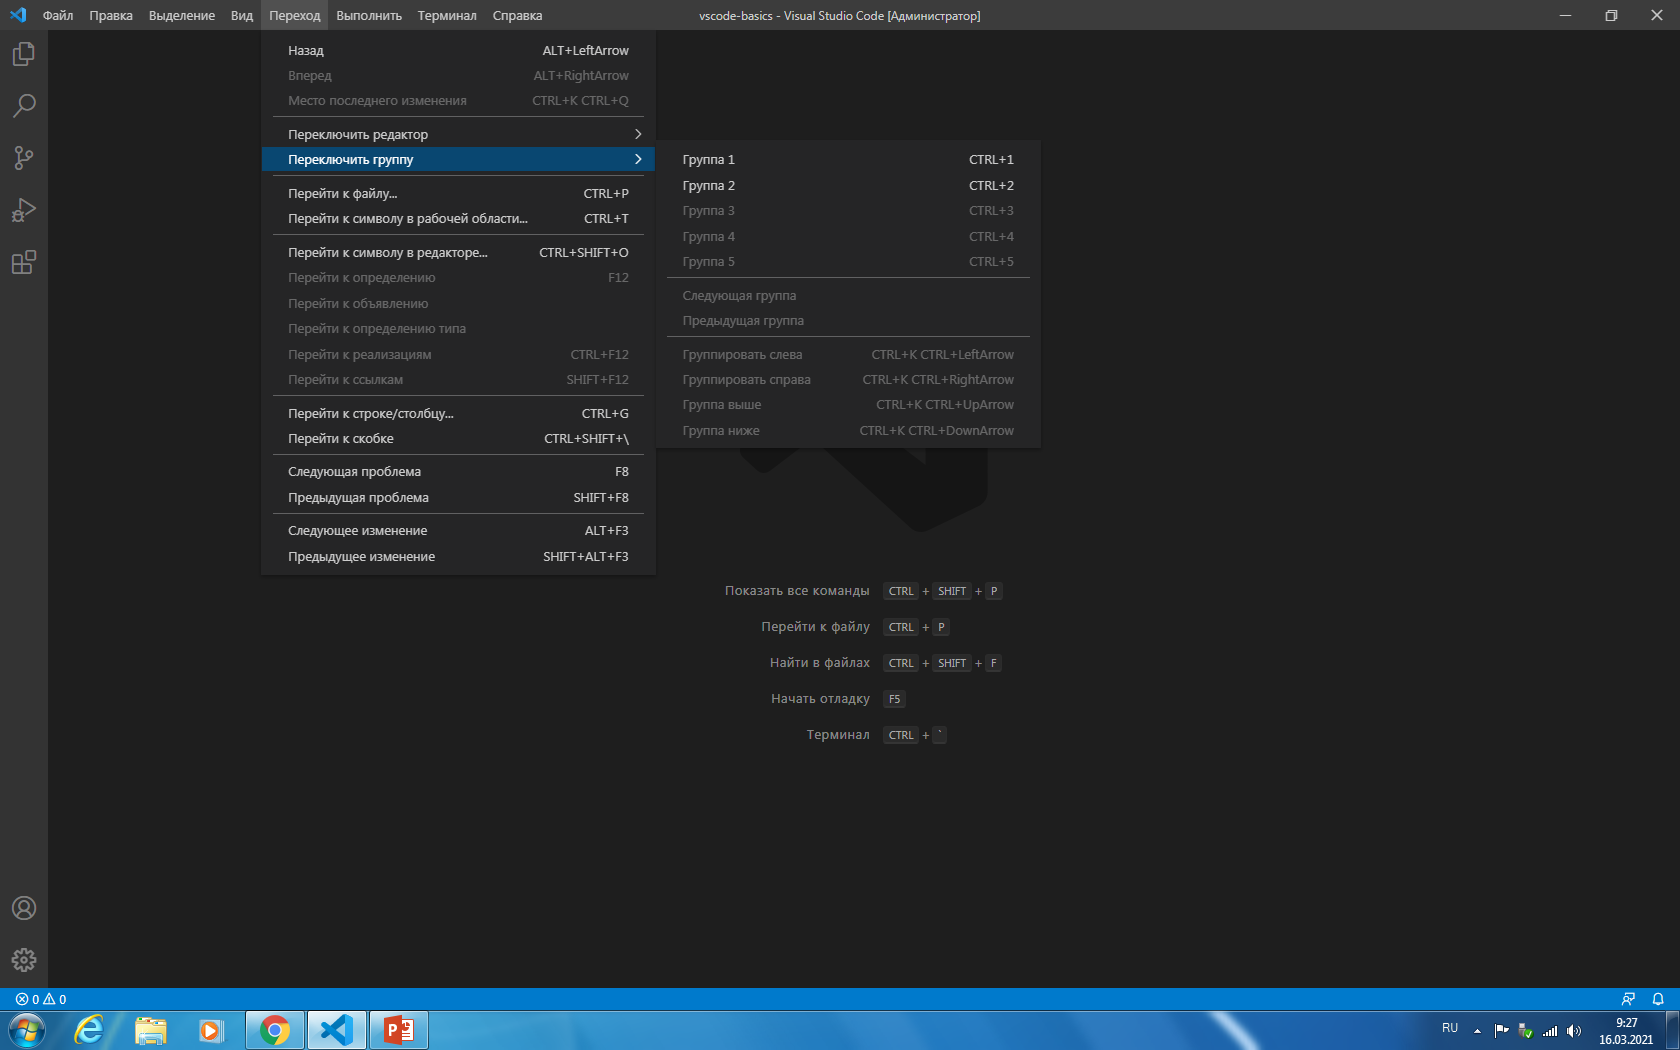 Файл Правка Выделение Вид Переход Выполнить Терминал Справка vscode-basics - Visual Studio Code [Администратор]
Назад ALT+LeftArrow
Вперед ALT+RightArrow
Место последнего изменения CTRL+K CTRL+Q
Переключить редактор
Переключить группу
Перейти к файлу... CTRL+P
Перейти к символу в рабочей области... CTRL+T
Перейти к символу в редакторе... CTRL+SHIFT+O
Перейти к определению F12
Перейти к объявлению
Перейти к определению типа
Перейти к реализациям CTRL+F12
Перейти к ссылкам SHIFT+F12
Перейти к строке/столбцу... CTRL+G
Перейти к скобке CTRL+SHIFT+\
Следующая проблема F8
Предыдущая проблема SHIFT+F8
Следующее изменение ALT+F3
Предыдущее изменение SHIFT+ALT+F3
Группа 1 CTRL+1
Группа 2 CTRL+2
Группа 3 CTRL+3
Группа 4 CTRL+4
Группа 5 CTRL+5
Следующая группа
Предыдущая группа
Группировать слева CTRL+K CTRL+LeftArrow
Группировать справа CTRL+K CTRL+RightArrow
Группа выше CTRL+K CTRL+UpArrow
Группа ниже CTRL+K CTRL+DownArrow
Показать все команды CTRL + SHIFT + P
Перейти к файлу CTRL + P
Найти в файлах CTRL + SHIFT + F
Начать отладку F5
Терминал CTRL + `
0 0
RU 9:27
16.03.2021